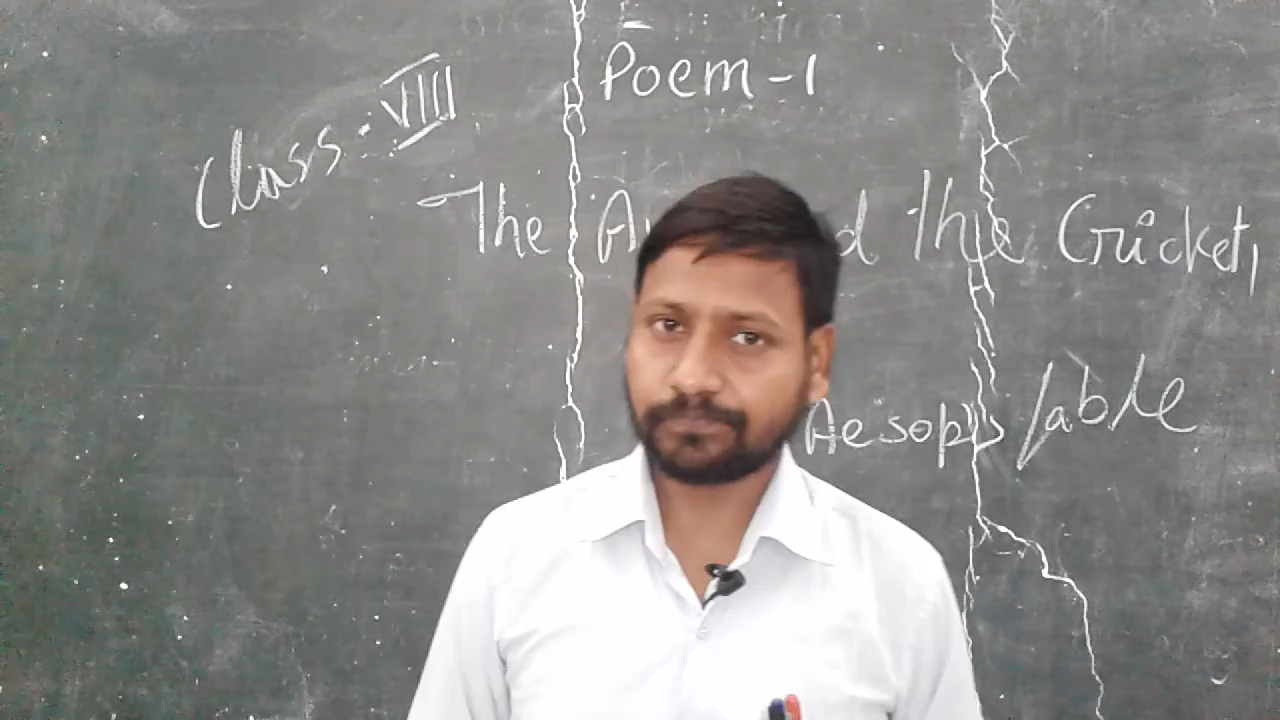 Poem-1
Class:-VIII
The A d the Cricket,
Aesop's fable